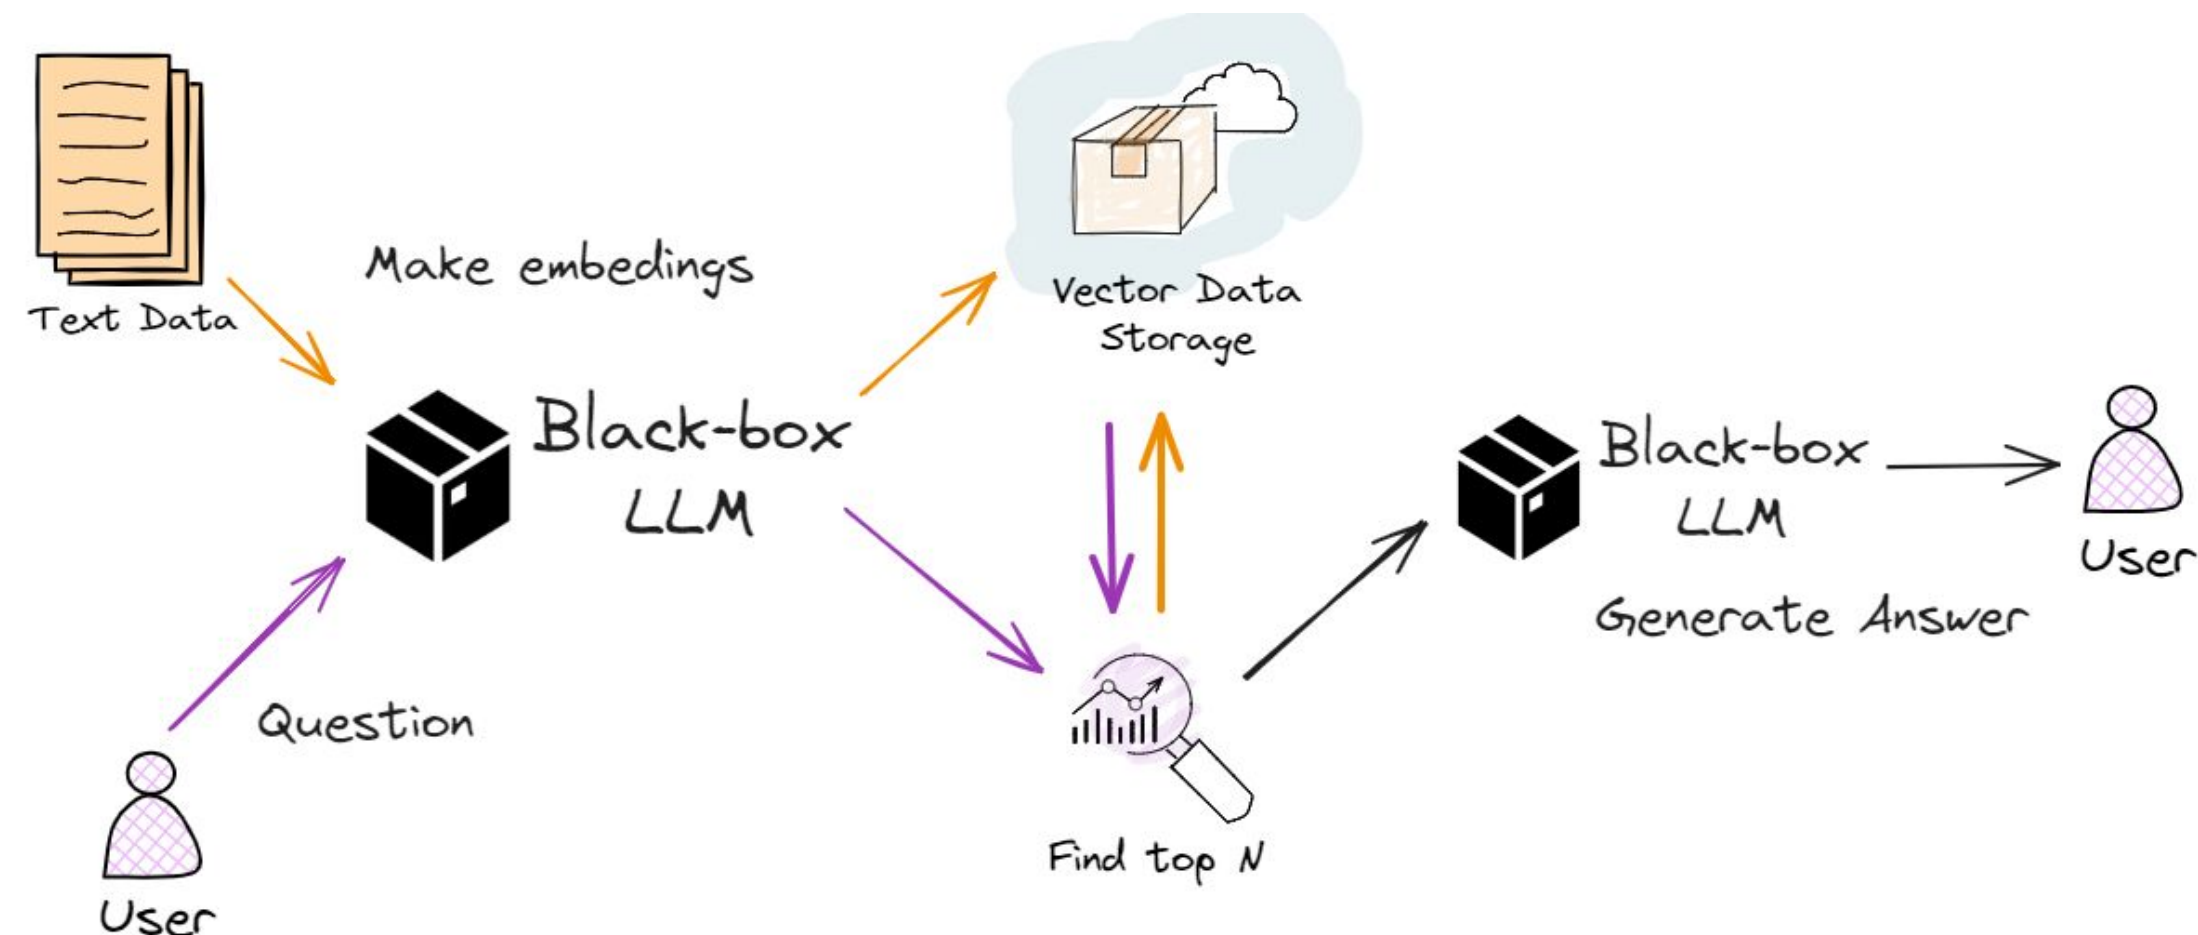 Text Data
Make embedings
Black-box
LLM
Question
User
Vector Data
Storage
Find top N
Black-box
LLM
Generate Answer
User